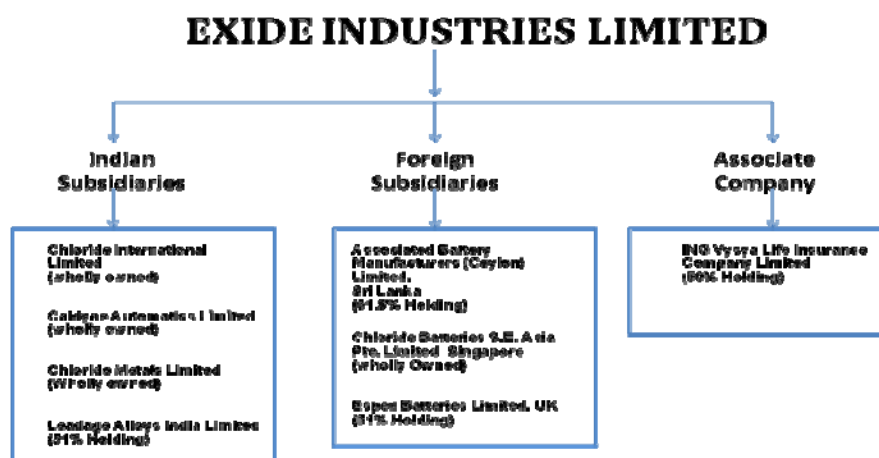 EXIDE INDUSTRIES LIMITED
Indian
Subsidiaries
Chloride International
Limited
(wholly owned)
Automatics Limited
(wholly owned)
Chloride Metals Limited
(Wholly owned)
Leadage Alloys India Limited
(51% Holding)
Foreign
Subsidiaries
Associated Battery
Manufacturers (Ceylon)
Limited,
Sri Lanka
(61.5% Holding)
Chloride Batteries S.E. Asia
Pte. Limited Singapore
(wholly Owned)
Espex Batteries Limited, UK
(51% Holding)
Associate
Company
ING Vysya Life Insurance
Company Limited
(50% Holding)